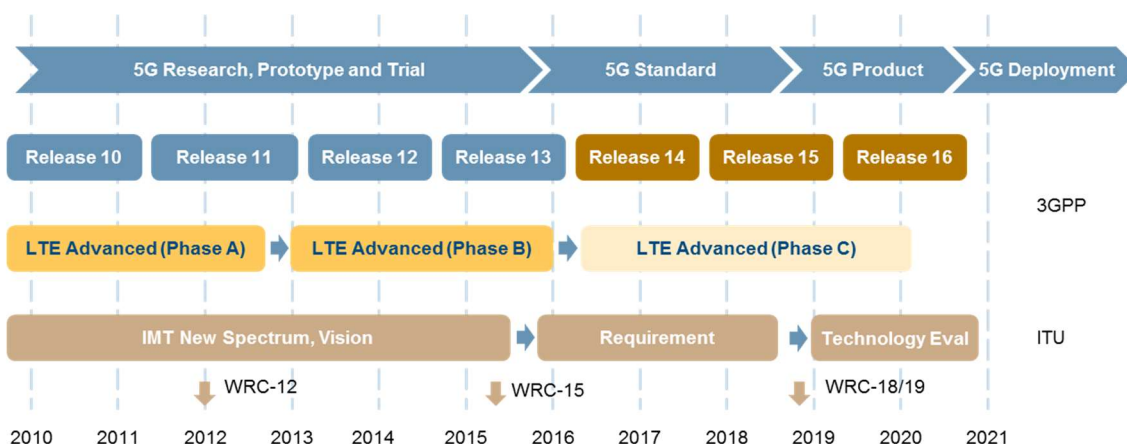 5G Research, Prototype and Trial
5G Standard
5G Product
5G Deployment
Release 10
Release 11
Release 12
Release 13
Release 14
Release 15
Release 16
3GPP
LTE Advanced (Phase A)
LTE Advanced (Phase B)
LTE Advanced (Phase C)
IMT New Spectrum, Vision
Requirement
Technology Eval
ITU
WRC-12
WRC-15
WRC-18/19
2010 2011 2012 2013 2014 2015 2016 2017 2018 2019 2020 2021